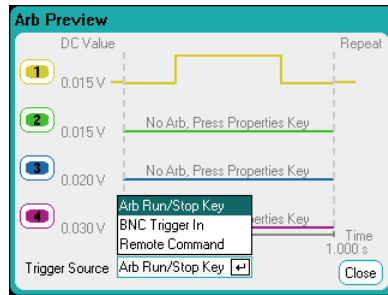 Arb Preview
DC Value
Repeat
1
0.015 V
2
0.015 V
No Arb, Press Properties Key
3
0.020 V
No Arb, Press Properties Key
4
0.030 V
Properties Key
Arb Run/Stop Key
BNC Trigger In
Remote Command
Time
1.000 s
Trigger Source
Arb Run/Stop Key
Close